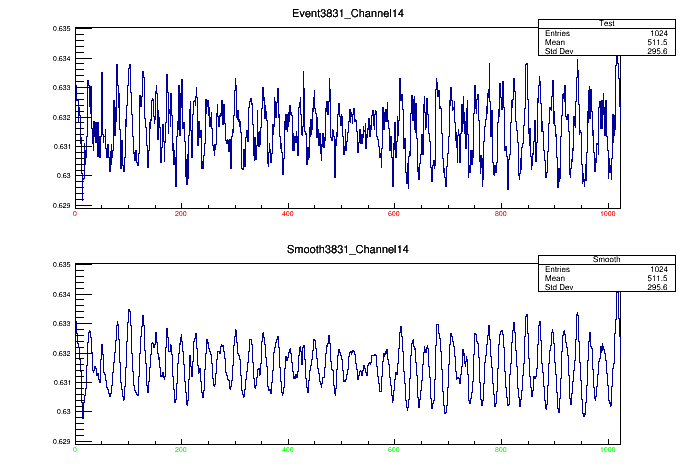 Event3831_Channel14
Test
Entries 1024
Mean 511.5
Std Dev 295.6
0.635
0.634
0.633
0.632
0.631
0.63
0.629
0 200 400 600 800 1000
Smooth3831_Channel14
Smooth
Entries 1024
Mean 511.5
Std Dev 295.6
0.635
0.634
0.633
0.632
0.631
0.63
0.629
0 200 400 600 800 1000